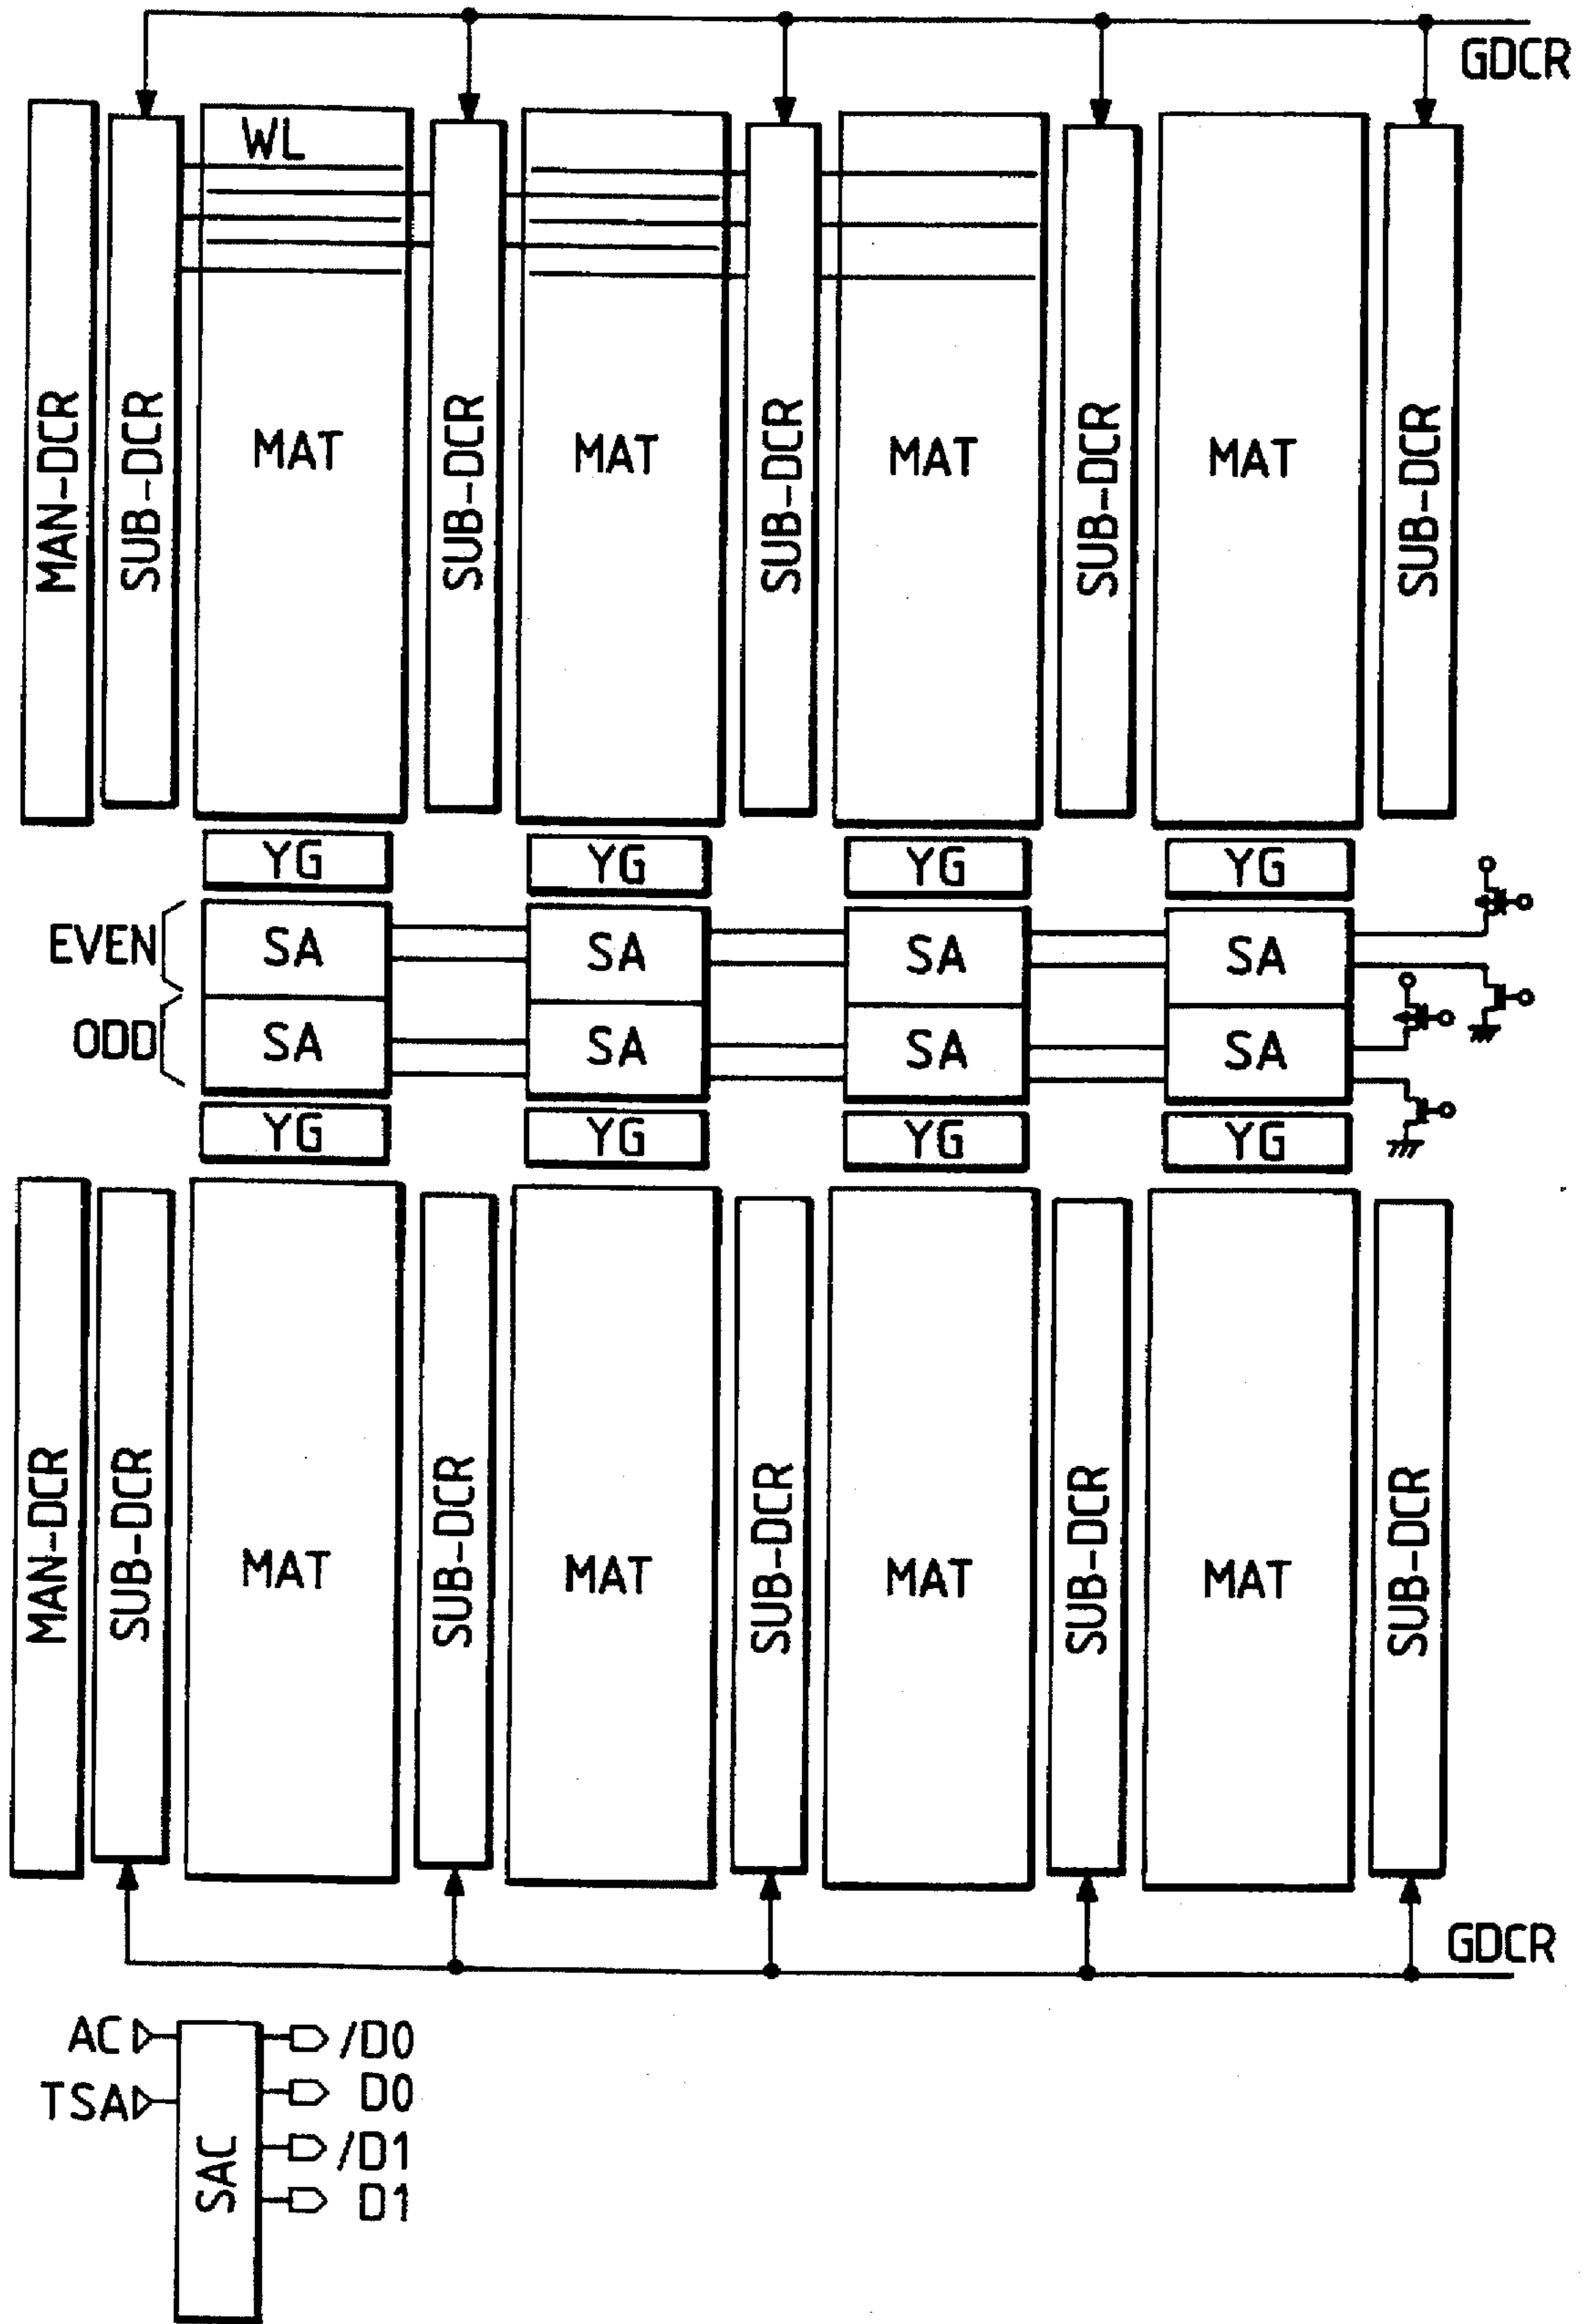 GDCR
WL
MAN-DCR
SUB-DCR
MAT
SUB-DCR
MAT
SUB-DCR
MAT
SUB-DCR
MAT
SUB-DCR
YG
YG
YG
YG
EVEN
SA
SA
SA
SA
ODD
SA
SA
SA
SA
YG
YG
YG
YG
MAN-DCR
SUB-DCR
MAT
SUB-DCR
MAT
SUB-DCR
MAT
SUB-DCR
MAT
SUB-DCR
GDCR
AC
/D0
TSA
D0
SAC
/D1
D1